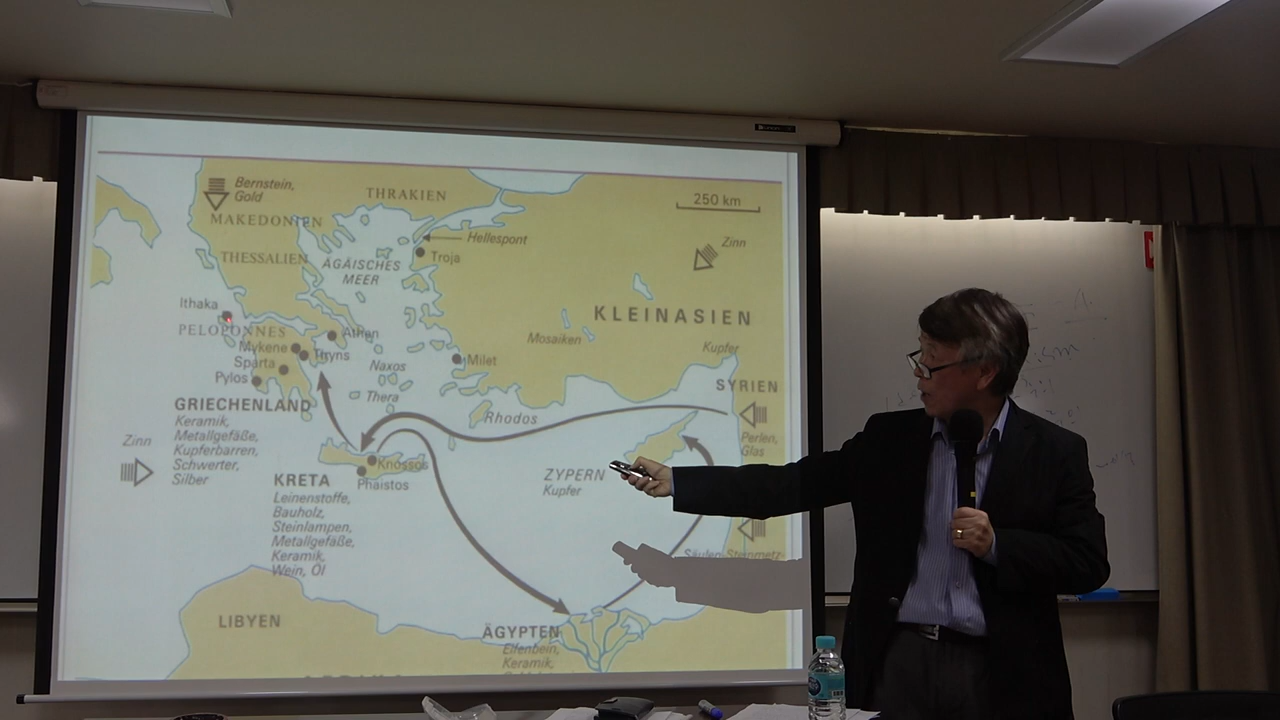 Bernstein,
Gold
THRAKIEN
250 km
MAKEDONIEN
Hellespont
Zinn
THESSALIEN
ÄGÄISCHES
MEER
Troja
Ithaka
KLEINASIEN
PELOPONNES
Athen
Mosaiken
Mykene
Tiryns
Kupfer
Sparta
Naxos
Milet
Pylos
SYRIEN
Thera
GRIECHENLAND
Rhodos
Keramik,
Metallgefäße,
Kupferbarren,
Schwerter,
Silber
Perlen,
Glas
Zinn
Knossos
Phaistos
ZYPERN
Kupfer
KRETA
Leinenstoffe,
Bauholz,
Steinlampen,
Metallgefäße,
Keramik,
Wein, Öl
Säulen-Steinmetz-
LIBYEN
ÄGYPTEN
Elfenbein,
Keramik,